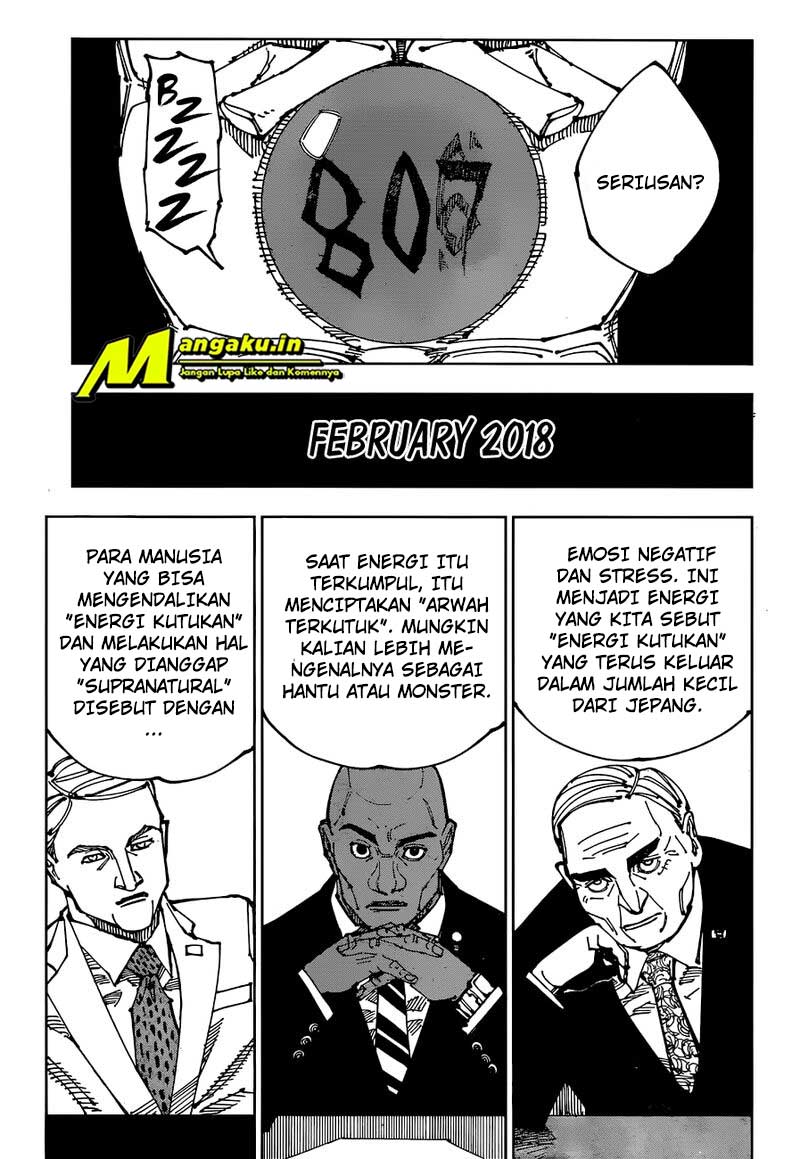 SERIUSAN?
807
BZZZZ
Mangaku.in
Jangan Lupa Like dan Komennya
FEBRUARY 2018
EMOSI NEGATIF
DAN STRESS. INI
MENJADI ENERGI
YANG KITA SEBUT
"ENERGI KUTUKAN"
YANG TERUS KELUAR
DALAM JUMLAH KECIL
DARI JEPANG.
SAAT ENERGI ITU
TERKUMPUL, ITU
MENCIPTAKAN "ARWAH
TERKUTUK". MUNGKIN
KALIAN LEBIH ME-
NGENALNYA SEBAGAI
HANTU ATAU MONSTER.
PARA MANUSIA
YANG BISA
MENGENDALIKAN
"ENERGI KUTUKAN"
DAN MELAKUKAN HAL
YANG DIANGGAP
"SUPRANATURAL"
DISEBUT DENGAN
...